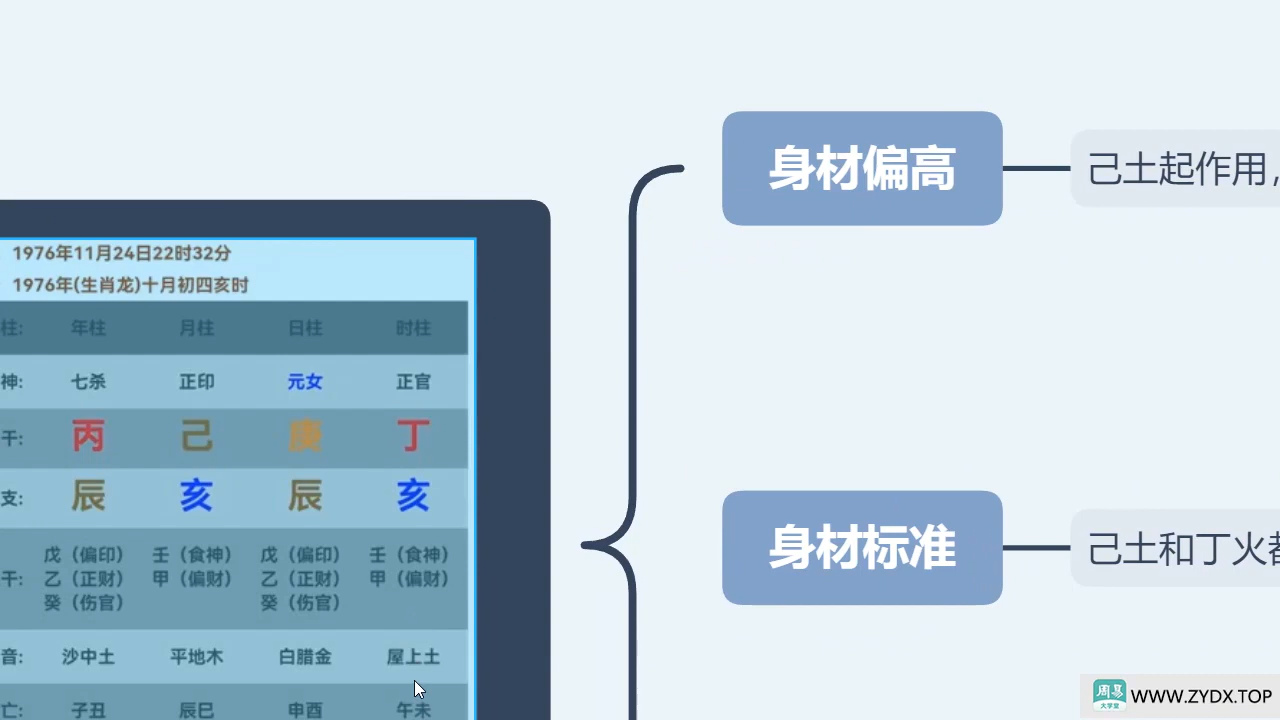 身材偏高
己土起作用，
1976年11月24日22时32分
1976年(生肖龙)十月初四亥时
柱: 年柱 月柱 日柱 时柱
神: 七杀 正印 元女 正官
干: 丙 己 庚 丁
支: 辰 亥 辰 亥
戊（偏印） 壬（食神） 戊（偏印） 壬（食神）
干: 乙（正财） 甲（偏财） 乙（正财） 甲（偏财）
癸（伤官） 癸（伤官）
音: 沙中土 平地木 白腊金 屋上土
亡: 子丑 辰巳 申酉 午未
身材标准
己土和丁火都
周易
大学堂
WWW.ZYDX.TOP